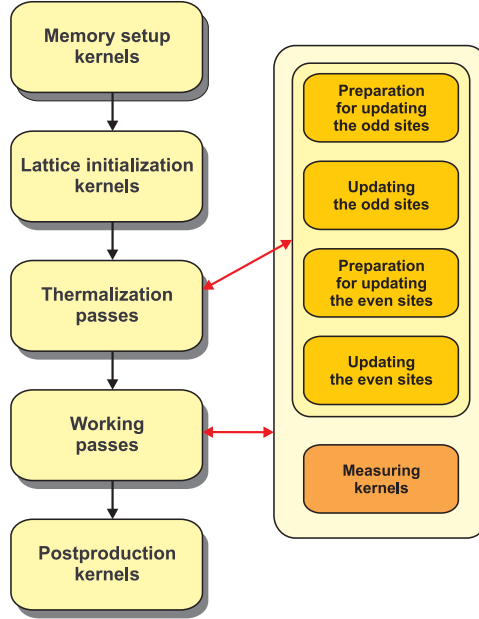 Memory setup
kernels
Lattice initialization
kernels
Thermalization
passes
Working
passes
Postproduction
kernels
Preparation
for updating
the odd sites
Updating
the odd sites
Preparation
for updating
the even sites
Updating
the even sites
Measuring
kernels